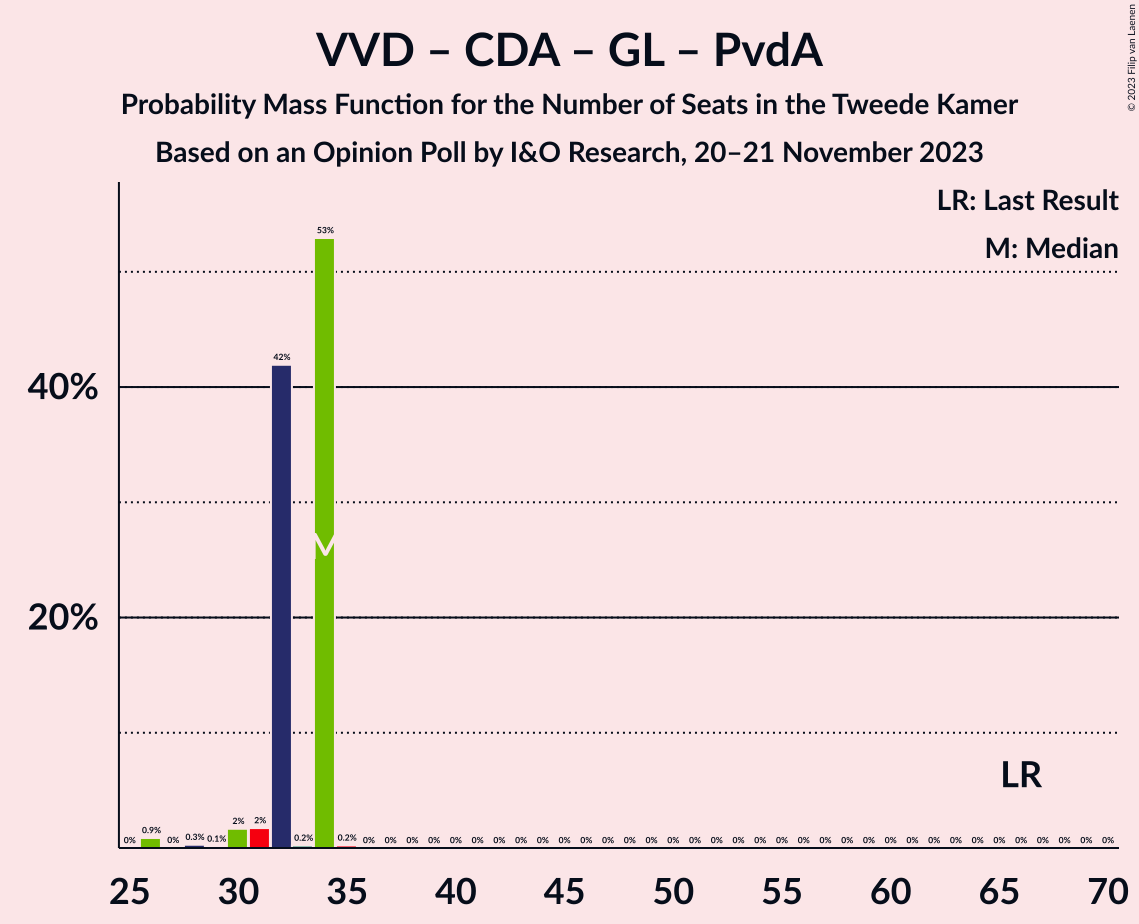 VVD – CDA – GL – PvdA
Probability Mass Function for the Number of Seats in the Tweede Kamer
Based on an Opinion Poll by I&O Research, 20–21 November 2023
© 2023 Filip van Laenen
LR: Last Result
M: Median
53%
42%
40%
M
20%
LR
0% 0.9% 0% 0.3% 0.1% 2% 2% 0.2% 0.2% 0% 0% 0% 0% 0% 0% 0% 0% 0% 0% 0% 0% 0% 0% 0% 0% 0% 0% 0% 0% 0% 0% 0% 0% 0% 0% 0% 0% 0% 0% 0% 0% 0% 0% 0%
25 30 35 40 45 50 55 60 65 70